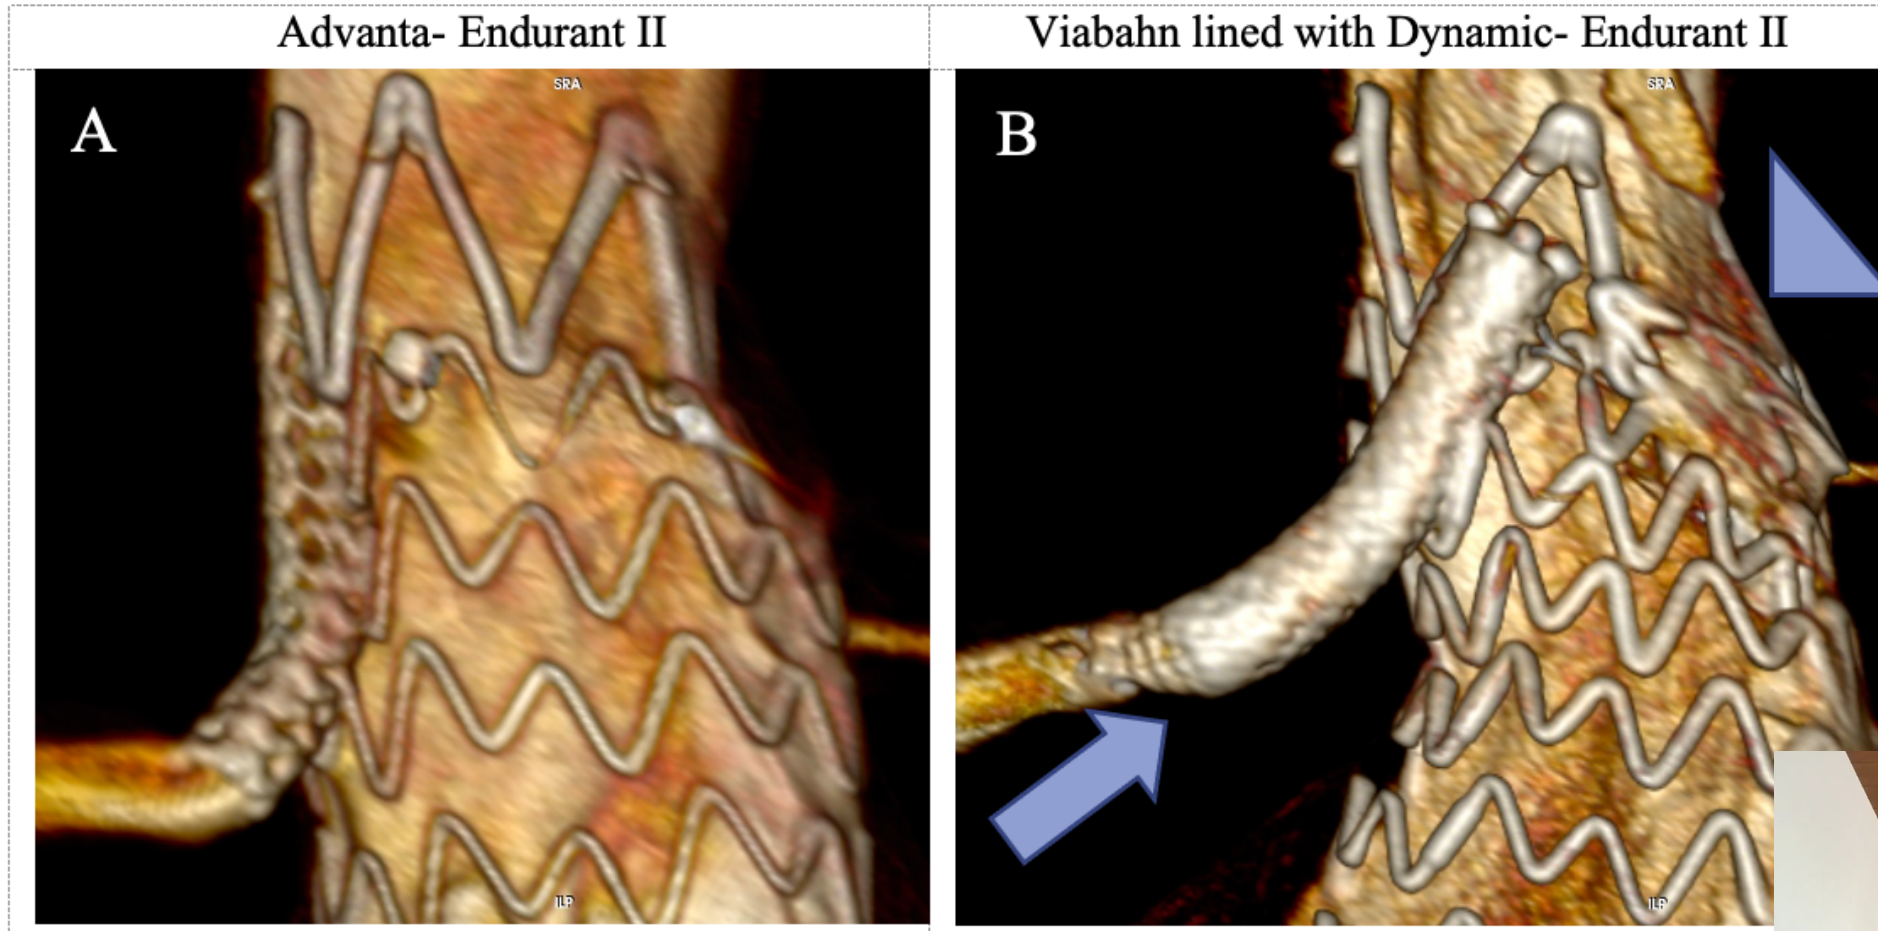 Advanta- Endurant II
Viabahn lined with Dynamic- Endurant II
A
SRA
B
SRA
ILP
ILP